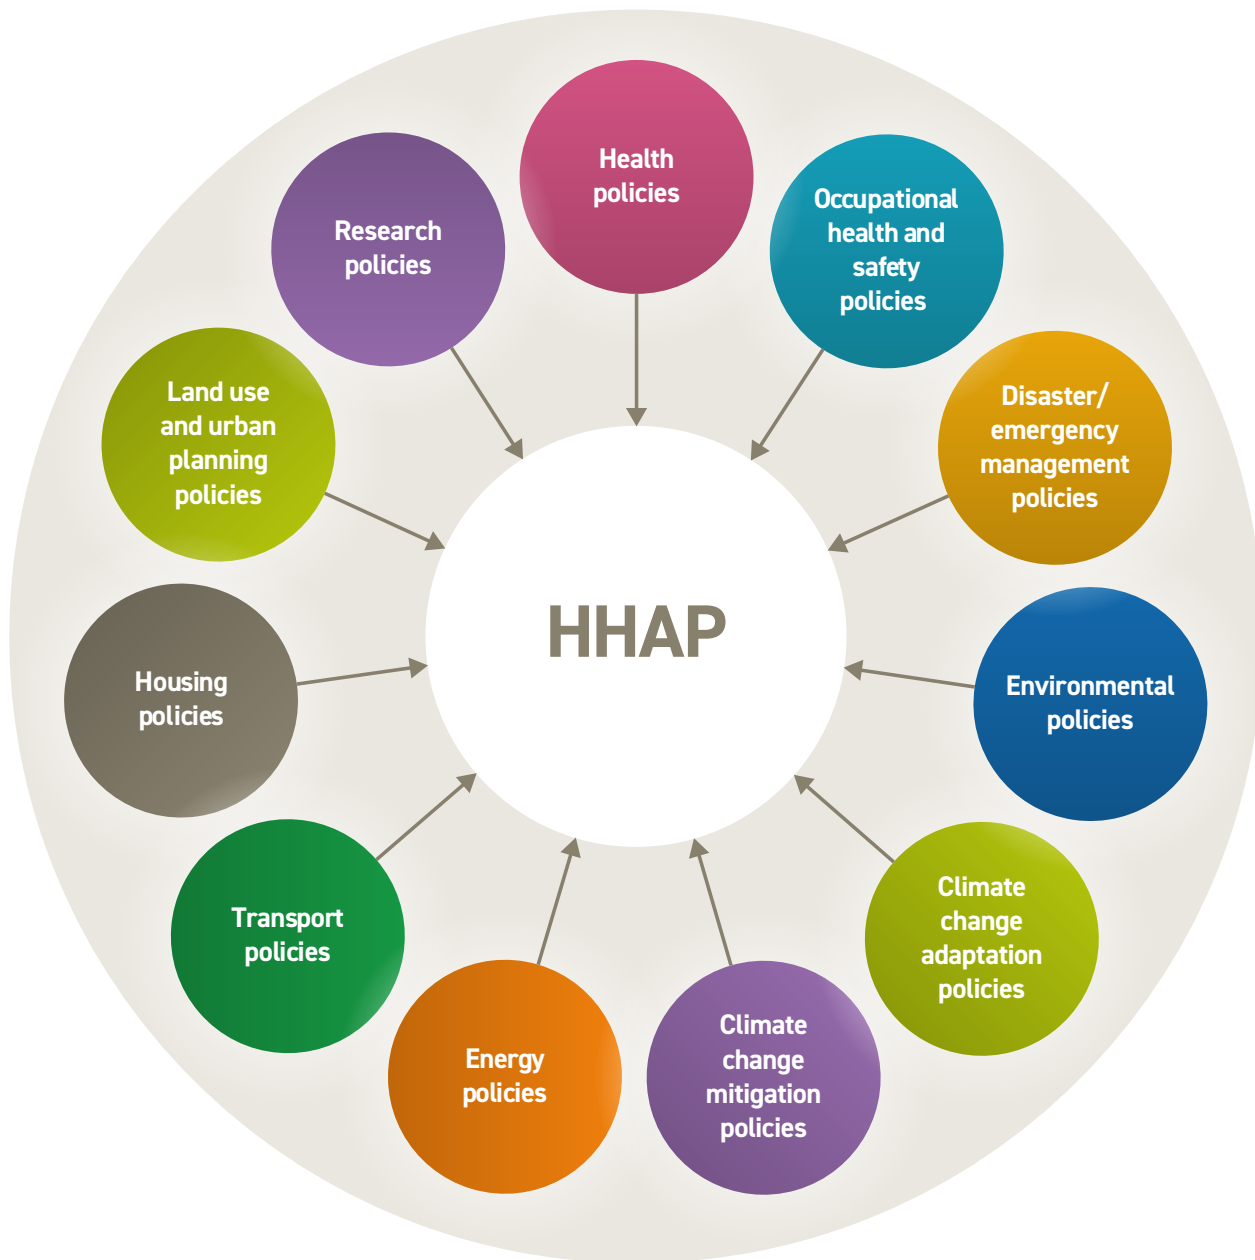 Health
policies
Occupational
health and
safety
policies
Disaster/
emergency
management
policies
Environmental
policies
Climate
change
adaptation
policies
Climate
change
mitigation
policies
Energy
policies
Transport
policies
Housing
policies
Land use
and urban
planning
policies
Research
policies
HHAP